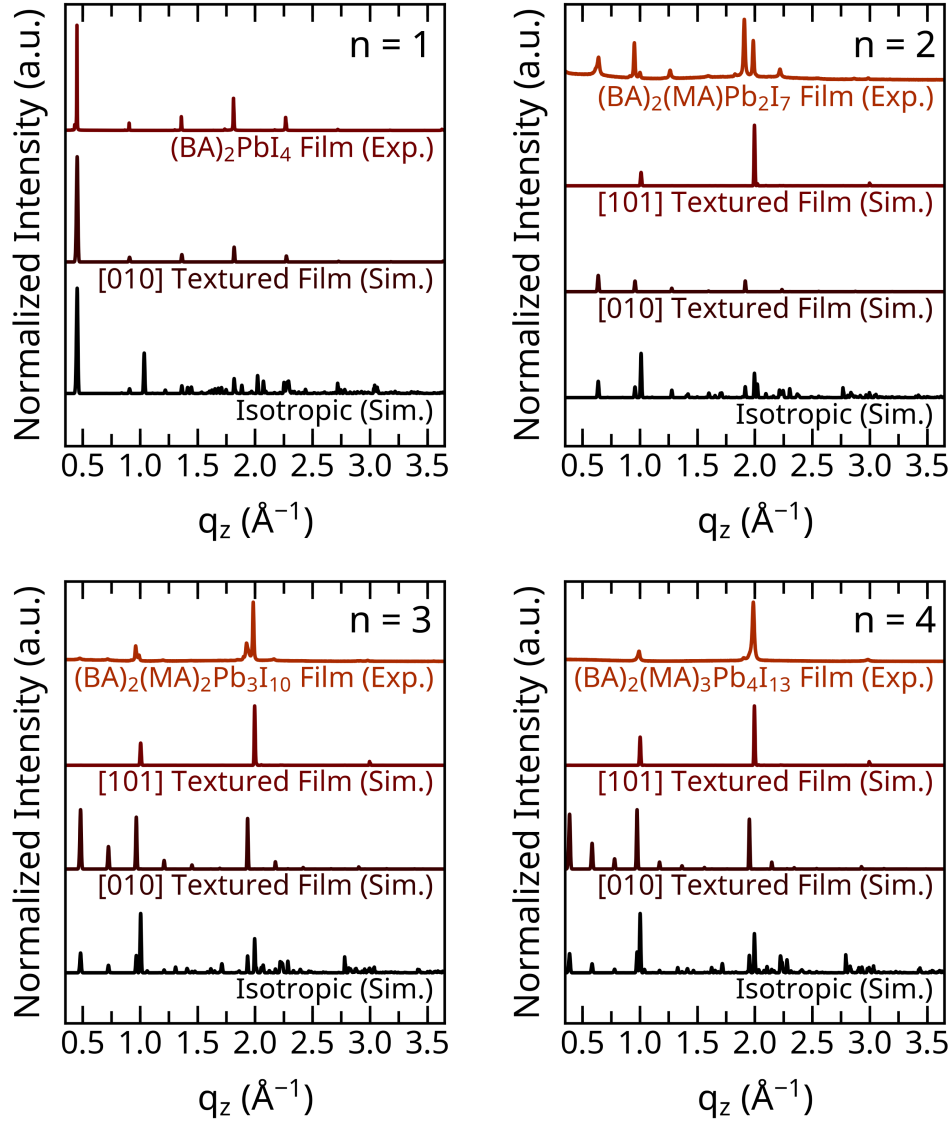 Normalized Intensity (a.u.)
n = 1
(BA)₂PbI₄ Film (Exp.)
[010] Textured Film (Sim.)
Isotropic (Sim.)
0.5 1.0 1.5 2.0 2.5 3.0 3.5
q_z (Å⁻¹)
Normalized Intensity (a.u.)
n = 2
(BA)₂(MA)Pb₂I₇ Film (Exp.)
[101] Textured Film (Sim.)
[010] Textured Film (Sim.)
Isotropic (Sim.)
0.5 1.0 1.5 2.0 2.5 3.0 3.5
q_z (Å⁻¹)
Normalized Intensity (a.u.)
n = 3
(BA)₂(MA)₂Pb₃I₁₀ Film (Exp.)
[101] Textured Film (Sim.)
[010] Textured Film (Sim.)
Isotropic (Sim.)
0.5 1.0 1.5 2.0 2.5 3.0 3.5
q_z (Å⁻¹)
Normalized Intensity (a.u.)
n = 4
(BA)₂(MA)₃Pb₄I₁₃ Film (Exp.)
[101] Textured Film (Sim.)
[010] Textured Film (Sim.)
Isotropic (Sim.)
0.5 1.0 1.5 2.0 2.5 3.0 3.5
q_z (Å⁻¹)